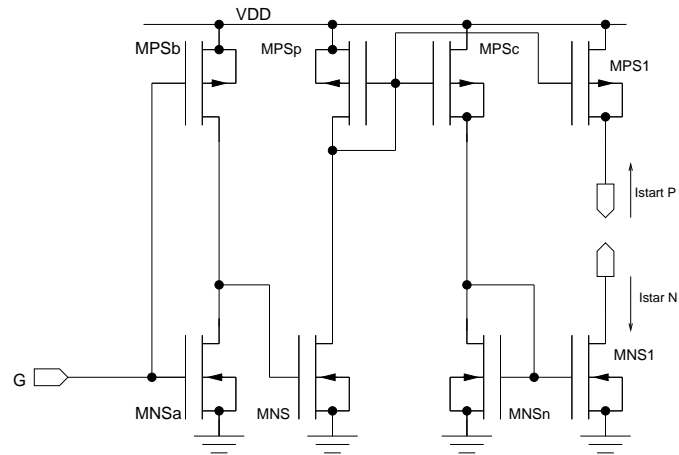 VDD
MPSb
MPSp
MPSc
MPS1
Istart P
Istar N
G
MNSa
MNS
MNSn
MNS1